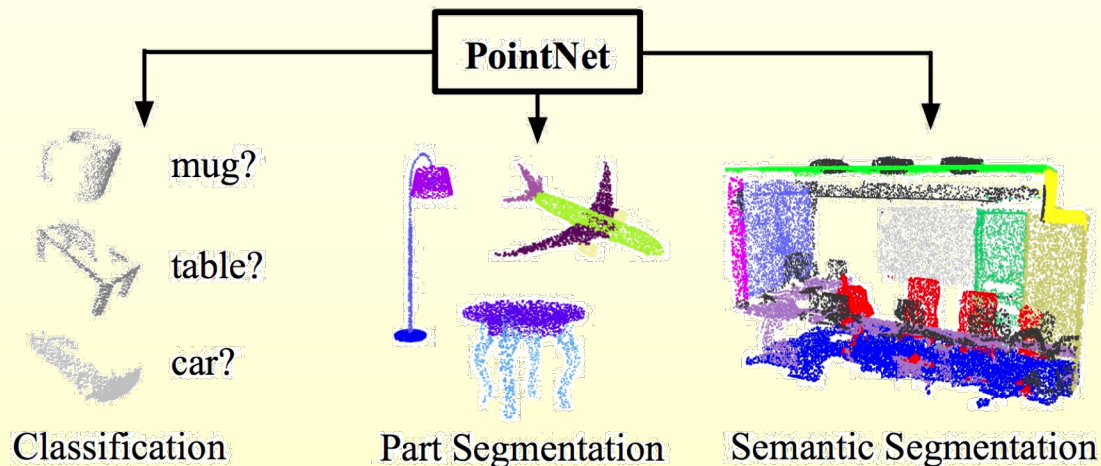 PointNet
mug?
table?
car?
Classification
Part Segmentation
Semantic Segmentation